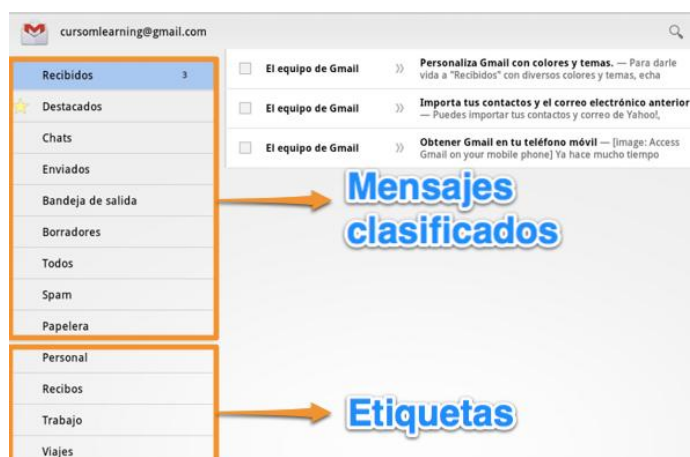 cursomlearning@gmail.com
Recibidos 3
Destacados
Chats
Enviados
Bandeja de salida
Borradores
Todos
Spam
Papelera
Personal
Recibos
Trabajo
Viajes
El equipo de Gmail » Personaliza Gmail con colores y temas. — Para darle
vida a "Recibidos" con diversos colores y temas, echa
El equipo de Gmail » Importa tus contactos y el correo electrónico anterior
— Puedes importar tus contactos y correo de Yahoo!,
El equipo de Gmail » Obtener Gmail en tu teléfono móvil — [image: Access
Gmail on your mobile phone] Ya hace mucho tiempo
Mensajes
clasificados
Etiquetas